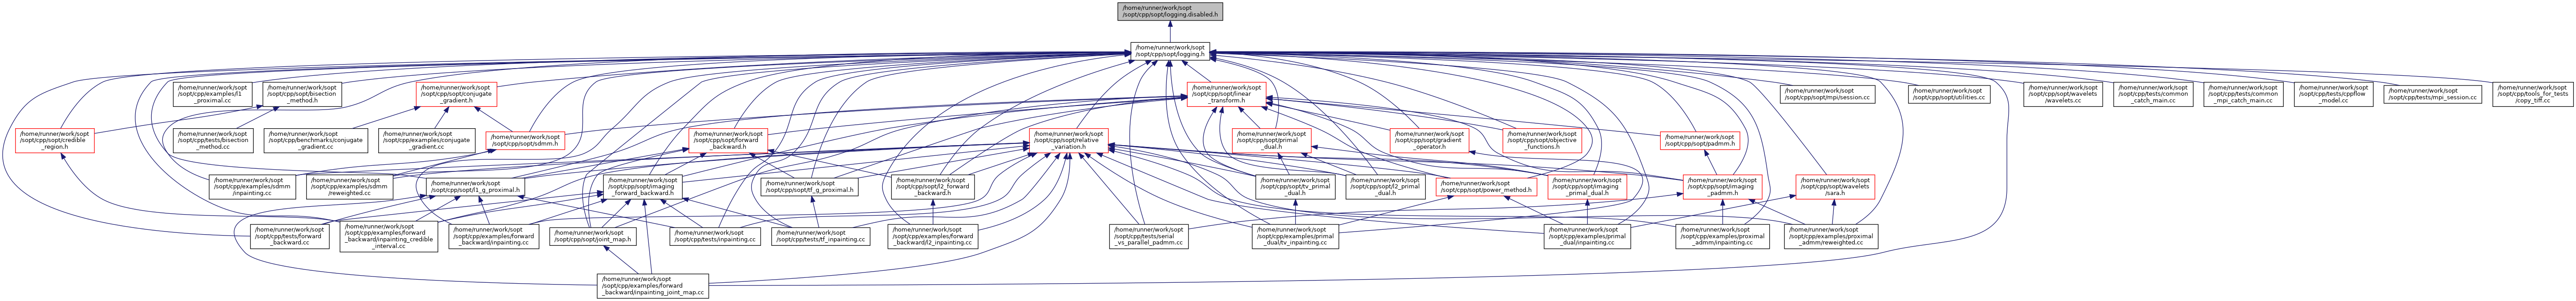 /home/runner/work/sopt
/sopt/cpp/sopt/logging.disabled.h
/home/runner/work/sopt
/sopt/cpp/sopt/logging.h
/home/runner/work/sopt
/sopt/cpp/examples/l1
_proximal.cc
/home/runner/work/sopt
/sopt/cpp/sopt/bisection
_method.h
/home/runner/work/sopt
/sopt/cpp/sopt/conjugate
_gradient.h
/home/runner/work/sopt
/sopt/cpp/sopt/linear
_transform.h
/home/runner/work/sopt
/sopt/cpp/sopt/mpi/session.cc
/home/runner/work/sopt
/sopt/cpp/sopt/utilities.cc
/home/runner/work/sopt
/sopt/cpp/sopt/wavelets
/wavelets.cc
/home/runner/work/sopt
/sopt/cpp/tests/common
_catch_main.cc
/home/runner/work/sopt
/sopt/cpp/tests/common
_mpi_catch_main.cc
/home/runner/work/sopt
/sopt/cpp/tests/cppflow
_model.cc
/home/runner/work/sopt
/sopt/cpp/tests/mpi_session.cc
/home/runner/work/sopt
/sopt/cpp/tools_for_tests
/copy_tiff.cc
/home/runner/work/sopt
/sopt/cpp/sopt/credible
_region.h
/home/runner/work/sopt
/sopt/cpp/tests/bisection
_method.cc
/home/runner/work/sopt
/sopt/cpp/benchmarks/conjugate
_gradient.cc
/home/runner/work/sopt
/sopt/cpp/examples/conjugate
_gradient.cc
/home/runner/work/sopt
/sopt/cpp/sopt/sdmm.h
/home/runner/work/sopt
/sopt/cpp/sopt/forward
_backward.h
/home/runner/work/sopt
/sopt/cpp/sopt/relative
_variation.h
/home/runner/work/sopt
/sopt/cpp/sopt/primal
_dual.h
/home/runner/work/sopt
/sopt/cpp/sopt/gradient
_operator.h
/home/runner/work/sopt
/sopt/cpp/sopt/objective
_functions.h
/home/runner/work/sopt
/sopt/cpp/sopt/padmm.h
/home/runner/work/sopt
/sopt/cpp/examples/sdmm
/inpainting.cc
/home/runner/work/sopt
/sopt/cpp/examples/sdmm
/reweighted.cc
/home/runner/work/sopt
/sopt/cpp/sopt/l1_g_proximal.h
/home/runner/work/sopt
/sopt/cpp/sopt/imaging
_forward_backward.h
/home/runner/work/sopt
/sopt/cpp/sopt/tf_g_proximal.h
/home/runner/work/sopt
/sopt/cpp/sopt/l2_forward
_backward.h
/home/runner/work/sopt
/sopt/cpp/sopt/tv_primal
_dual.h
/home/runner/work/sopt
/sopt/cpp/sopt/l2_primal
_dual.h
/home/runner/work/sopt
/sopt/cpp/sopt/power_method.h
/home/runner/work/sopt
/sopt/cpp/sopt/imaging
_primal_dual.h
/home/runner/work/sopt
/sopt/cpp/sopt/imaging
_padmm.h
/home/runner/work/sopt
/sopt/cpp/sopt/wavelets
/sara.h
/home/runner/work/sopt
/sopt/cpp/tests/forward
_backward.cc
/home/runner/work/sopt
/sopt/cpp/examples/forward
_backward/inpainting_credible
_interval.cc
/home/runner/work/sopt
/sopt/cpp/examples/forward
_backward/inpainting.cc
/home/runner/work/sopt
/sopt/cpp/sopt/joint_map.h
/home/runner/work/sopt
/sopt/cpp/tests/inpainting.cc
/home/runner/work/sopt
/sopt/cpp/tests/tf_inpainting.cc
/home/runner/work/sopt
/sopt/cpp/examples/forward
_backward/l2_inpainting.cc
/home/runner/work/sopt
/sopt/cpp/tests/serial
_vs_parallel_padmm.cc
/home/runner/work/sopt
/sopt/cpp/examples/primal
_dual/tv_inpainting.cc
/home/runner/work/sopt
/sopt/cpp/examples/primal
_dual/inpainting.cc
/home/runner/work/sopt
/sopt/cpp/examples/proximal
_admm/inpainting.cc
/home/runner/work/sopt
/sopt/cpp/examples/proximal
_admm/reweighted.cc
/home/runner/work/sopt
/sopt/cpp/examples/forward
_backward/inpainting_joint_map.cc